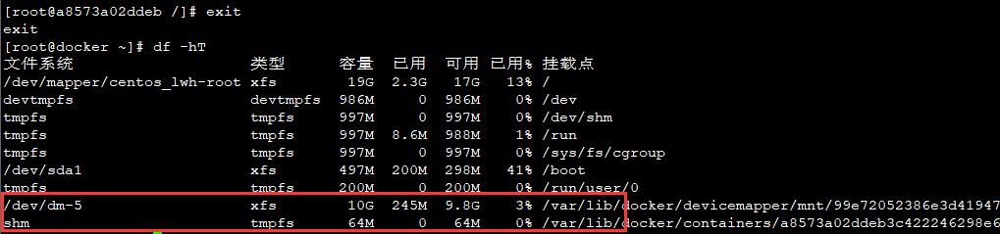 [root@a8573a02ddeb /]# exit
exit
[root@docker ~]# df -hT
文件系统 类型 容量 已用 可用 已用% 挂载点
/dev/mapper/centos_lwh-root xfs 19G 2.3G 17G 13% /
devtmpfs devtmpfs 986M 0 986M 0% /dev
tmpfs tmpfs 997M 0 997M 0% /dev/shm
tmpfs tmpfs 997M 8.6M 988M 1% /run
tmpfs tmpfs 997M 0 997M 0% /sys/fs/cgroup
/dev/sda1 xfs 497M 200M 298M 41% /boot
tmpfs tmpfs 200M 0 200M 0% /run/user/0
/dev/dm-5 xfs 10G 245M 9.8G 3% /var/lib/docker/devicemapper/mnt/99e72052386e3d41947
shm tmpfs 64M 0 64M 0% /var/lib/docker/containers/a8573a02ddeb3c422246298e6